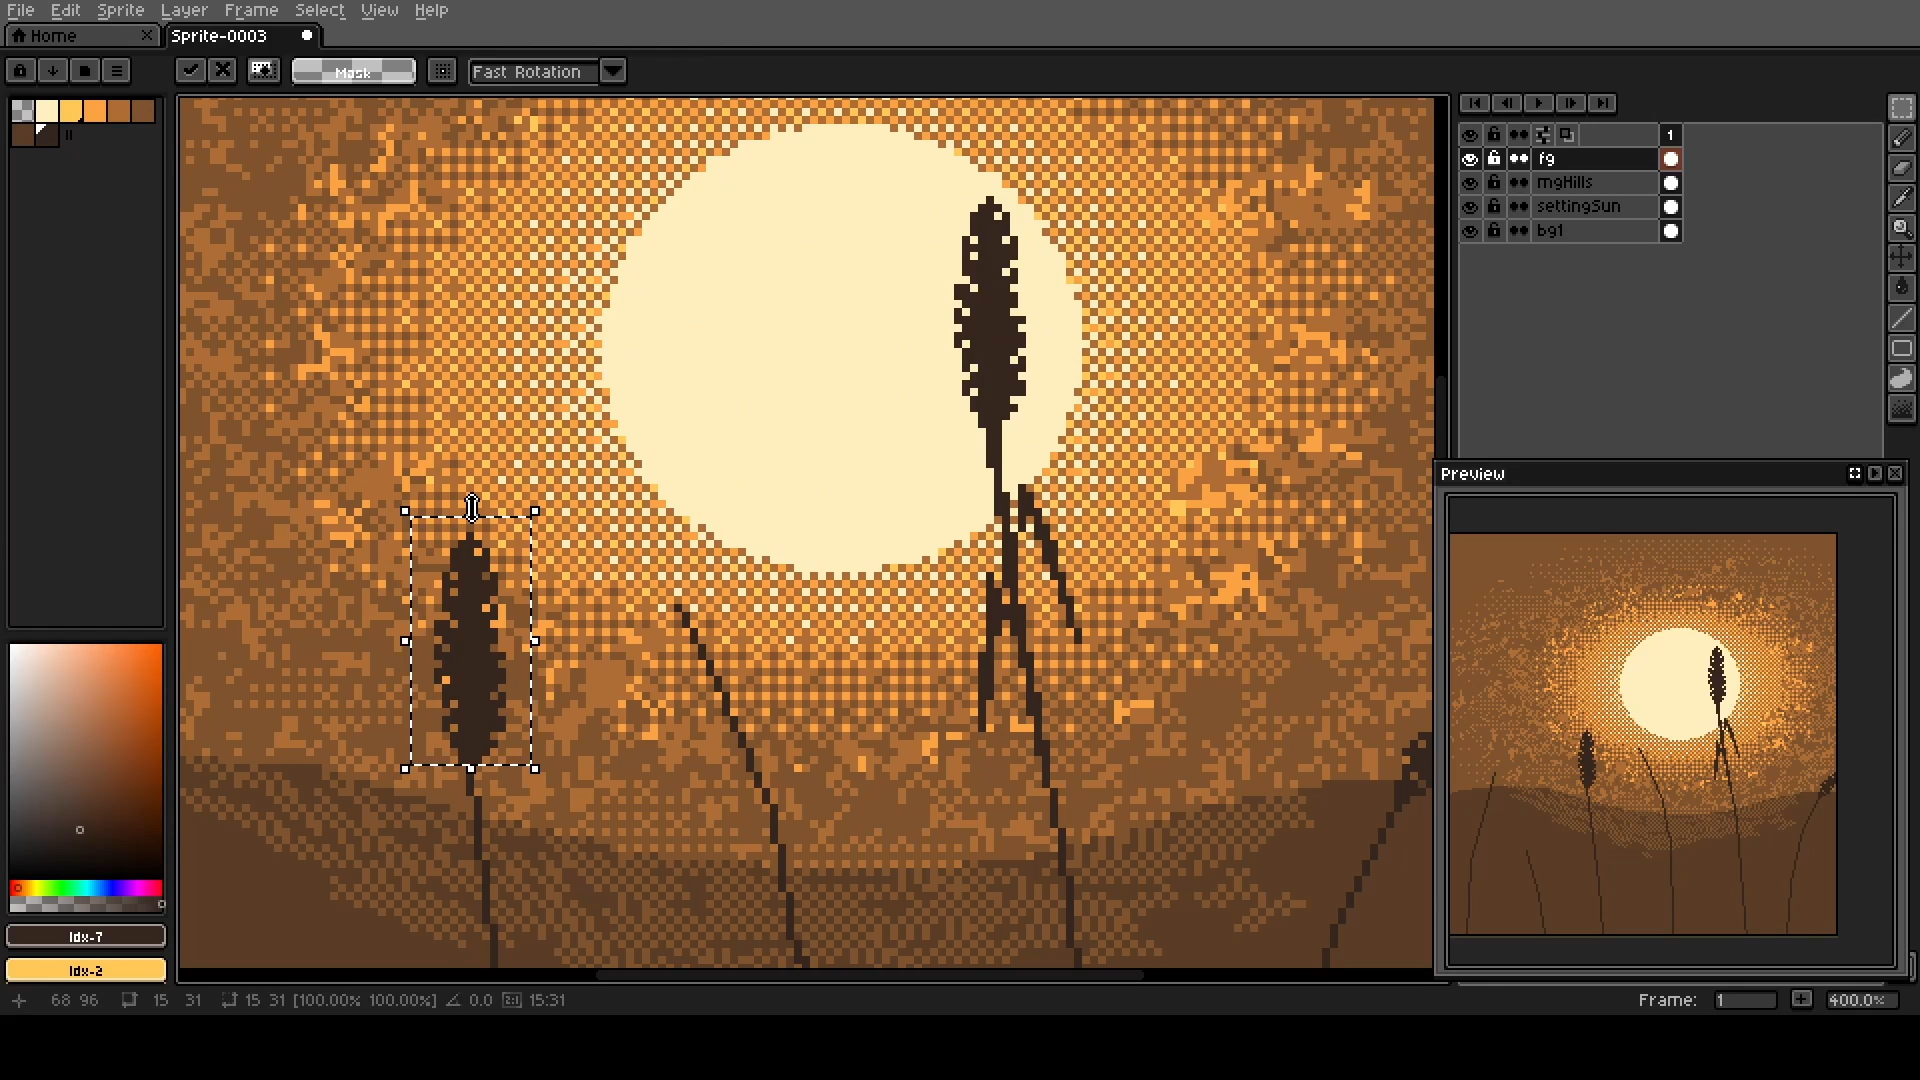 File Edit Sprite Layer Frame Select View Help
Home Sprite-0003
Mask Fast Rotation
1
fg
mgHills
settingSun
bg1
Preview
Idx-7
Idx-2
68 96 15 31 15 31 [100.00% 100.00%] 0.0 15:31
Frame: 1 400.0%